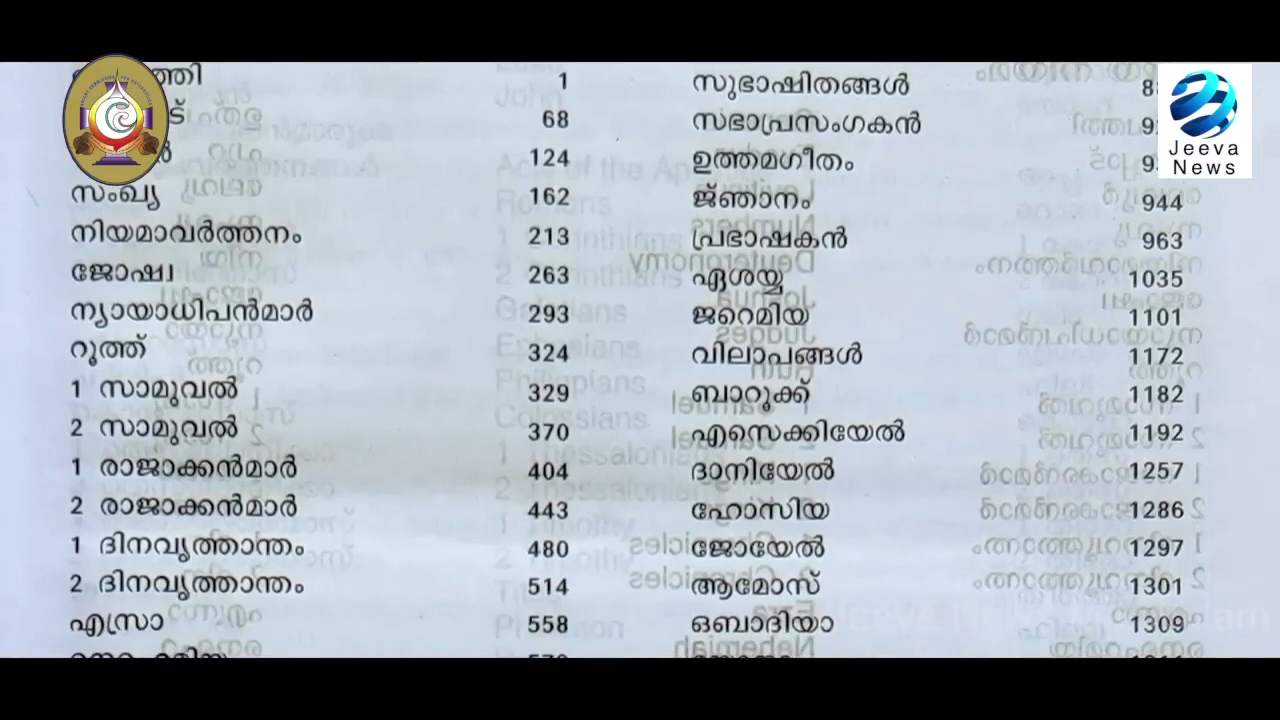 1
68
124
സംഖ്യ 162
നിയമാവർത്തനം 213
ജോഷ്വ 263
ന്യായാധിപൻമാർ 293
റൂത്ത് 324
1 സാമുവൽ 329
2 സാമുവൽ 370
1 രാജാക്കൻമാർ 404
2 രാജാക്കൻമാർ 443
1 ദിനവൃത്താന്തം 480
2 ദിനവൃത്താന്തം 514
എസ്രാ 558
സുഭാഷിതങ്ങൾ
സഭാപ്രസംഗകൻ
ഉത്തമഗീതം
ജ്ഞാനം 944
പ്രഭാഷകൻ 963
ഏശയ്യ 1035
ജറെമിയ 1101
വിലാപങ്ങൾ 1172
ബാറൂക്ക് 1182
എസെക്കിയേൽ 1192
ദാനിയേൽ 1257
ഹോസിയ 1286
ജോയേൽ 1297
ആമോസ് 1301
ഒബാദിയാ 1309
Jeeva
News